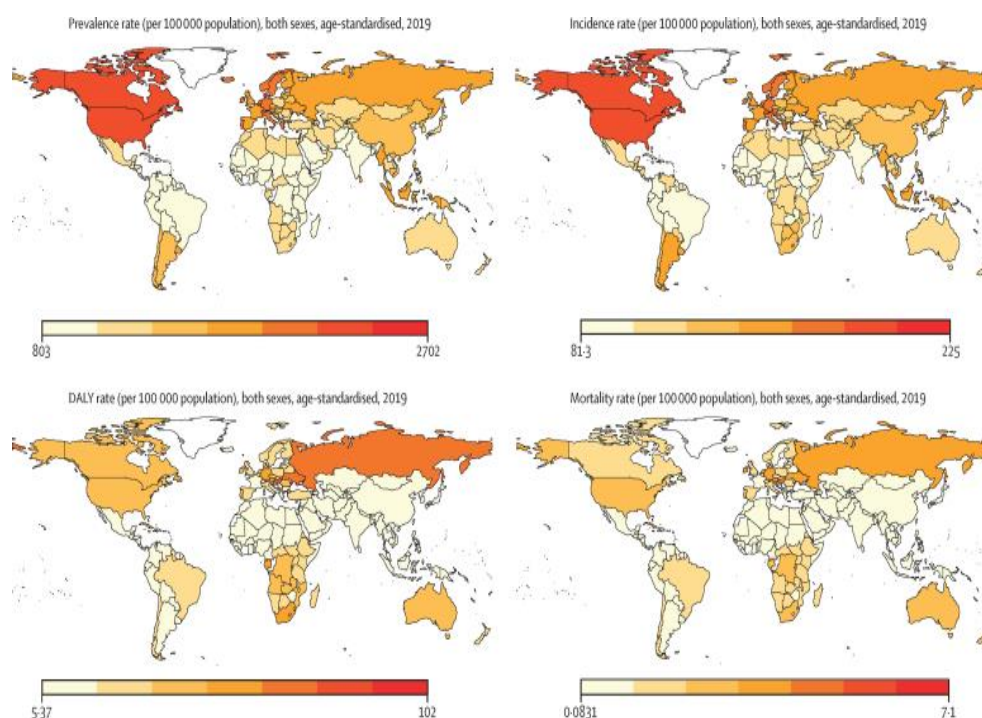 Prevalence rate (per 100 000 population), both sexes, age-standardised, 2019
Incidence rate (per 100 000 population), both sexes, age-standardised, 2019
803
2702
81·3
225
DALY rate (per 100 000 population), both sexes, age-standardised, 2019
Mortality rate (per 100 000 population), both sexes, age-standardised, 2019
5·37
102
0·0831
7·1